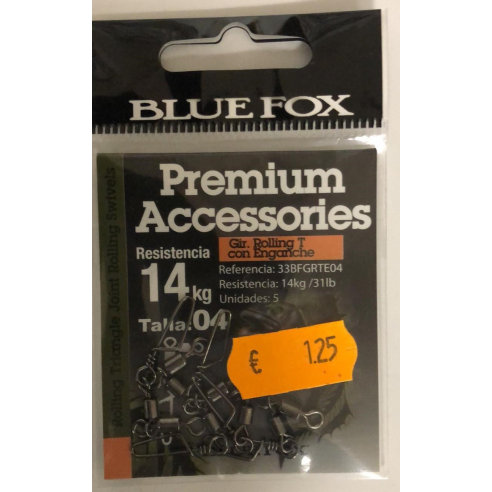 BLUE FOX
Premium
Accessories
Resistencia
14kg
Talla:04
Gir. Rolling T
con Enganche
Referencia: 33BFGRTE04
Resistencia: 14kg /31lb
Unidades: 5
€ 1.25
Rolling Triangle Joint Rolling Swivels